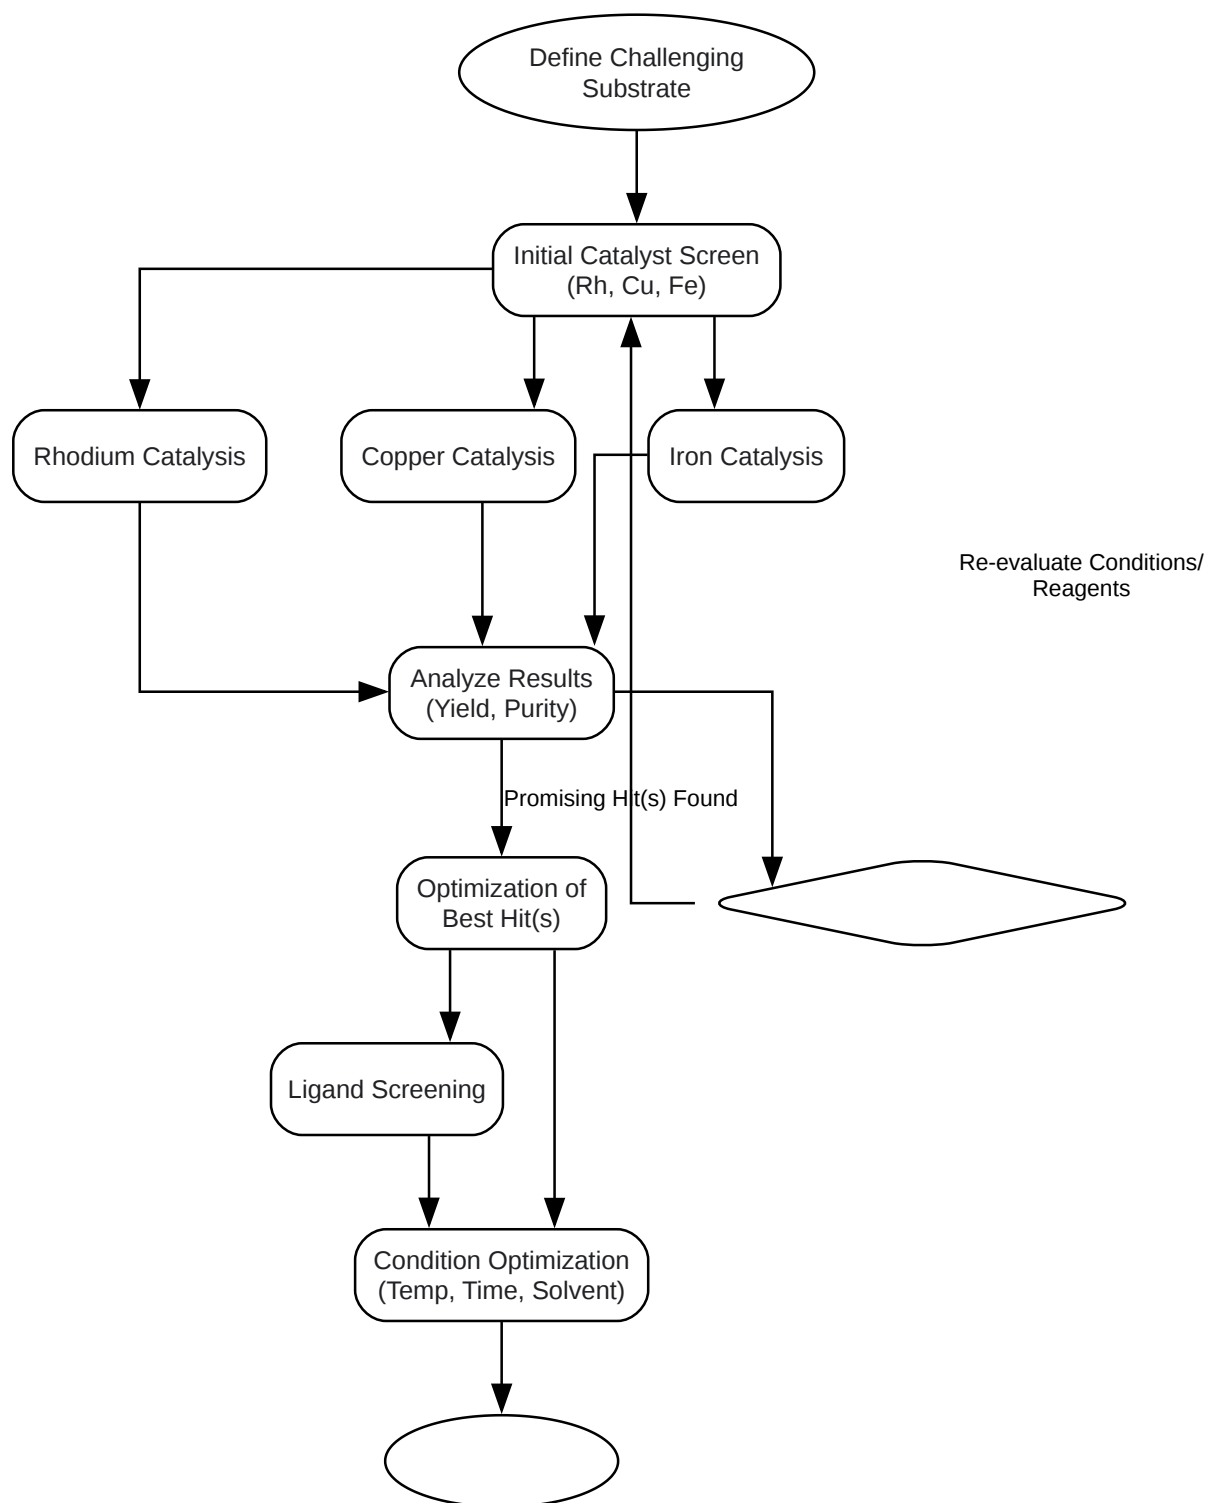 Define Challenging
Substrate
Initial Catalyst Screen
(Rh, Cu, Fe)
Rhodium Catalysis
Copper Catalysis
Iron Catalysis
Re-evaluate Conditions/
Reagents
Analyze Results
(Yield, Purity)
Promising Hit(s) Found
Optimization of
Best Hit(s)
Ligand Screening
Condition Optimization
(Temp, Time, Solvent)